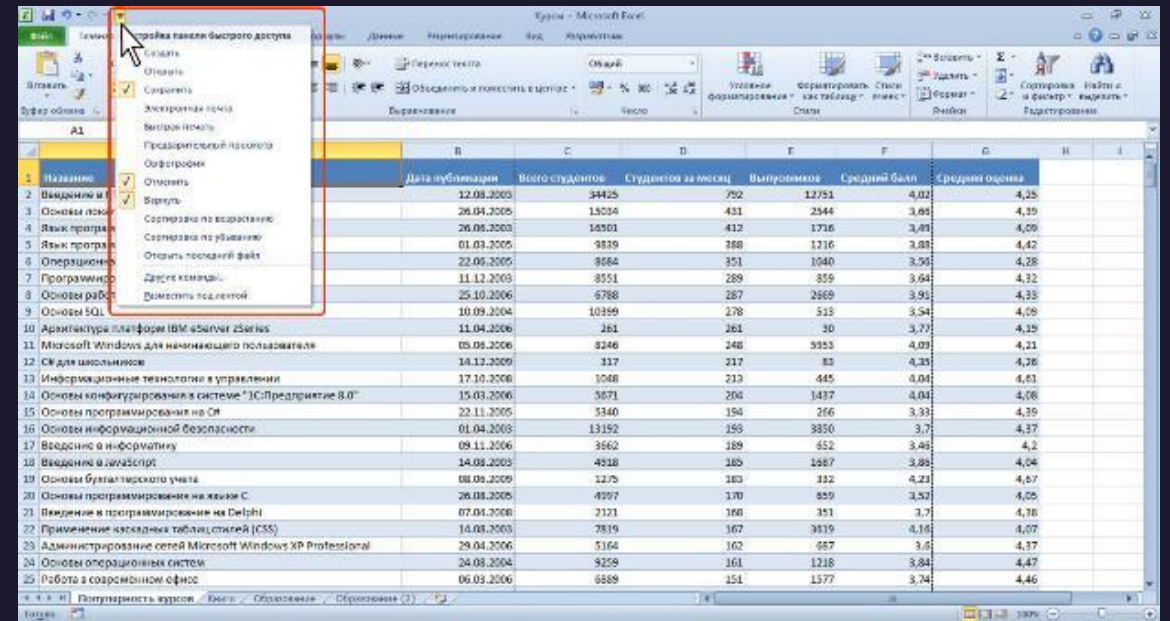 Курсы - Microsoft Excel
Файл
Настройка панели быстрого доступа
Данные Рецензирование Вид Разработчик
Создать
Открыть
Сохранить
Электронная почта
Быстрая печать
Предварительный просмотр
Орфография
Отменить
Вернуть
Сортировка по возрастанию
Сортировка по убыванию
Открыть последний файл
Другие команды...
Разместить под лентой
Вставить
Буфер обмена
Перенос текста
Объединить и поместить в центре
Выравнивание
Общий
% 000
Число
Условное форматирование
Форматировать как таблицу
Стили ячеек
Стили
Вставить
Удалить
Формат
Ячейки
Σ
Сортировка и фильтр
Найти и выделить
Редактирование
A1
B C D E F G H I
1 Название Дата публикации Всего студентов Студентов за месяц Выпускников Средний балл Средняя оценка
2 Введение в 12.08.2003 34425 792 12751 4,02 4,25
3 Основы 26.04.2005 15034 431 2544 3,66 4,39
4 Язык 26.06.2003 16501 412 1716 3,49 4,09
5 Язык 01.03.2005 9839 388 1216 3,88 4,42
6 22.06.2005 8684 351 1040 3,56 4,28
7 11.12.2003 8551 289 859 3,64 4,32
8 Основы 25.10.2006 6788 287 2669 3,91 4,33
9 Основы SQL 10.09.2004 10399 278 513 3,54 4,09
10 Архитектура платформ IBM eServer zSeries 11.04.2006 261 261 30 3,77 4,19
11 Microsoft Windows для начинающего пользователя 05.06.2006 8246 248 5953 4,09 4,21
12 C# для школьников 14.12.2009 317 217 83 4,35 4,26
13 Информационные технологии в управлении 17.10.2008 1048 213 445 4,04 4,61
14 Основы конфигурирования в системе "1С:Предприятие 8.0" 15.03.2006 5671 204 1437 4,04 4,08
15 Основы программирования на C# 22.11.2005 5340 194 266 3,33 4,39
16 Основы информационной безопасности 01.04.2003 13192 193 3850 3,7 4,37
17 Введение в информатику 09.11.2006 3662 189 652 3,46 4,2
18 Введение в JavaScript 14.08.2003 4918 185 1687 3,86 4,04
19 Основы бухгалтерского учета 08.06.2009 1275 183 332 4,23 4,67
20 Основы программирования на языке C 26.08.2005 4997 170 659 3,52 4,05
21 Введение в программирование на Delphi 07.04.2008 2121 168 351 3,7 4,38
22 Применение каскадных таблиц стилей (CSS) 14.08.2003 7819 167 3619 4,16 4,07
23 Администрирование сетей Microsoft Windows XP Professional 29.04.2006 5164 162 687 3,6 4,37
24 Основы операционных систем 24.08.2004 9259 161 1218 3,84 4,47
25 Работа в современном офисе 06.03.2006 6889 151 1577 3,74 4,46
Популярность курсов Книги Образование Образование (2)
Готово
100%